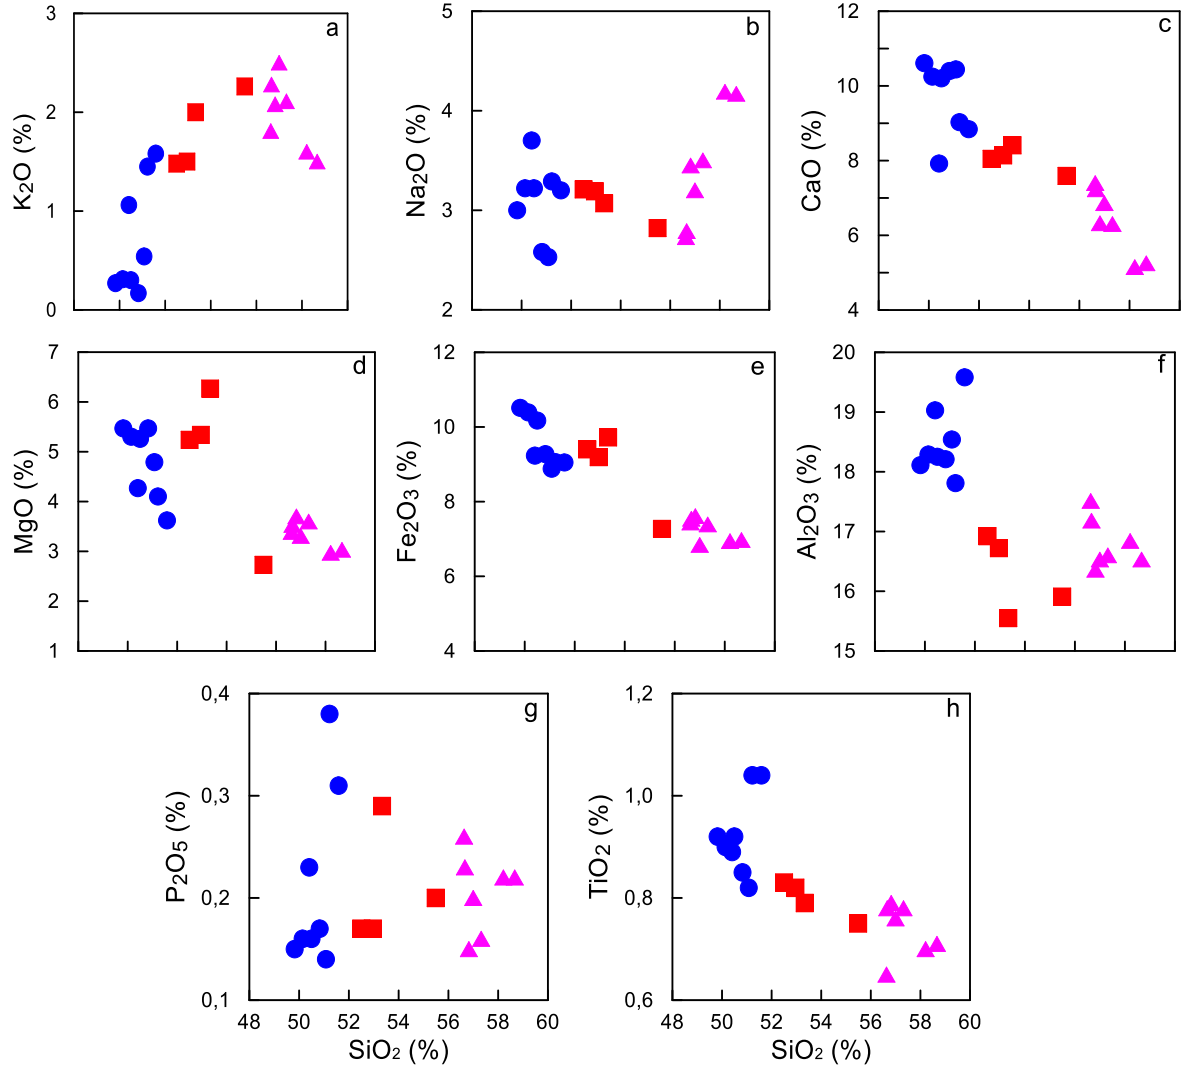 a
3
2
1
0
K2O (%)
b
5
4
3
2
Na2O (%)
c
12
10
8
6
4
CaO (%)
d
7
6
5
4
3
2
1
MgO (%)
e
12
10
8
6
4
Fe2O3 (%)
f
20
19
18
17
16
15
Al2O3 (%)
g
0,4
0,3
0,2
0,1
P2O5 (%)
48 50 52 54 56 58 60
SiO2 (%)
h
1,2
1,0
0,8
0,6
TiO2 (%)
48 50 52 54 56 58 60
SiO2 (%)